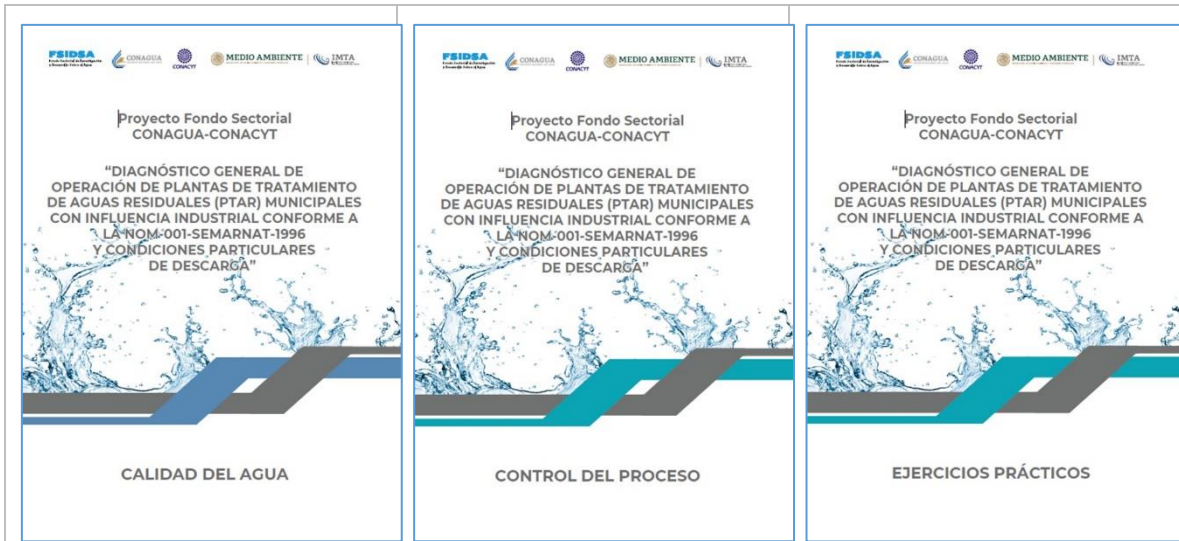 FSIDSA
CONAGUA
CONACYT
MEDIO AMBIENTE
IMTA
Proyecto Fondo Sectorial
CONAGUA-CONACYT
“DIAGNÓSTICO GENERAL DE
OPERACIÓN DE PLANTAS DE TRATAMIENTO
DE AGUAS RESIDUALES (PTAR) MUNICIPALES
CON INFLUENCIA INDUSTRIAL CONFORME A
LA NOM-001-SEMARNAT-1996
Y CONDICIONES PARTICULARES
DE DESCARGA”
CALIDAD DEL AGUA
FSIDSA
CONAGUA
CONACYT
MEDIO AMBIENTE
IMTA
Proyecto Fondo Sectorial
CONAGUA-CONACYT
“DIAGNÓSTICO GENERAL DE
OPERACIÓN DE PLANTAS DE TRATAMIENTO
DE AGUAS RESIDUALES (PTAR) MUNICIPALES
CON INFLUENCIA INDUSTRIAL CONFORME A
LA NOM-001-SEMARNAT-1996
Y CONDICIONES PARTICULARES
DE DESCARGA”
CONTROL DEL PROCESO
FSIDSA
CONAGUA
CONACYT
MEDIO AMBIENTE
IMTA
Proyecto Fondo Sectorial
CONAGUA-CONACYT
“DIAGNÓSTICO GENERAL DE
OPERACIÓN DE PLANTAS DE TRATAMIENTO
DE AGUAS RESIDUALES (PTAR) MUNICIPALES
CON INFLUENCIA INDUSTRIAL CONFORME A
LA NOM-001-SEMARNAT-1996
Y CONDICIONES PARTICULARES
DE DESCARGA”
EJERCICIOS PRÁCTICOS